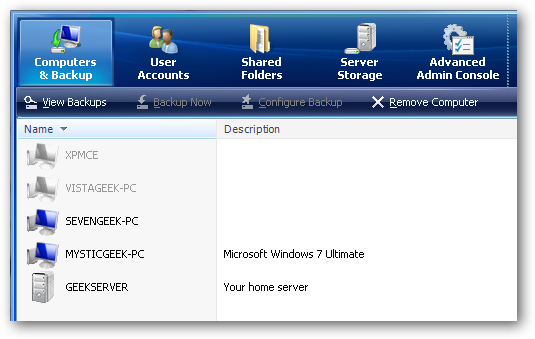 Computers & Backup
User Accounts
Shared Folders
Server Storage
Advanced Admin Console
View Backups Backup Now Configure Backup Remove Computer
Name Description
XPMCE
VISTAGEEK-PC
SEVENGEEK-PC
MYSTICGEEK-PC Microsoft Windows 7 Ultimate
GEEKSERVER Your home server